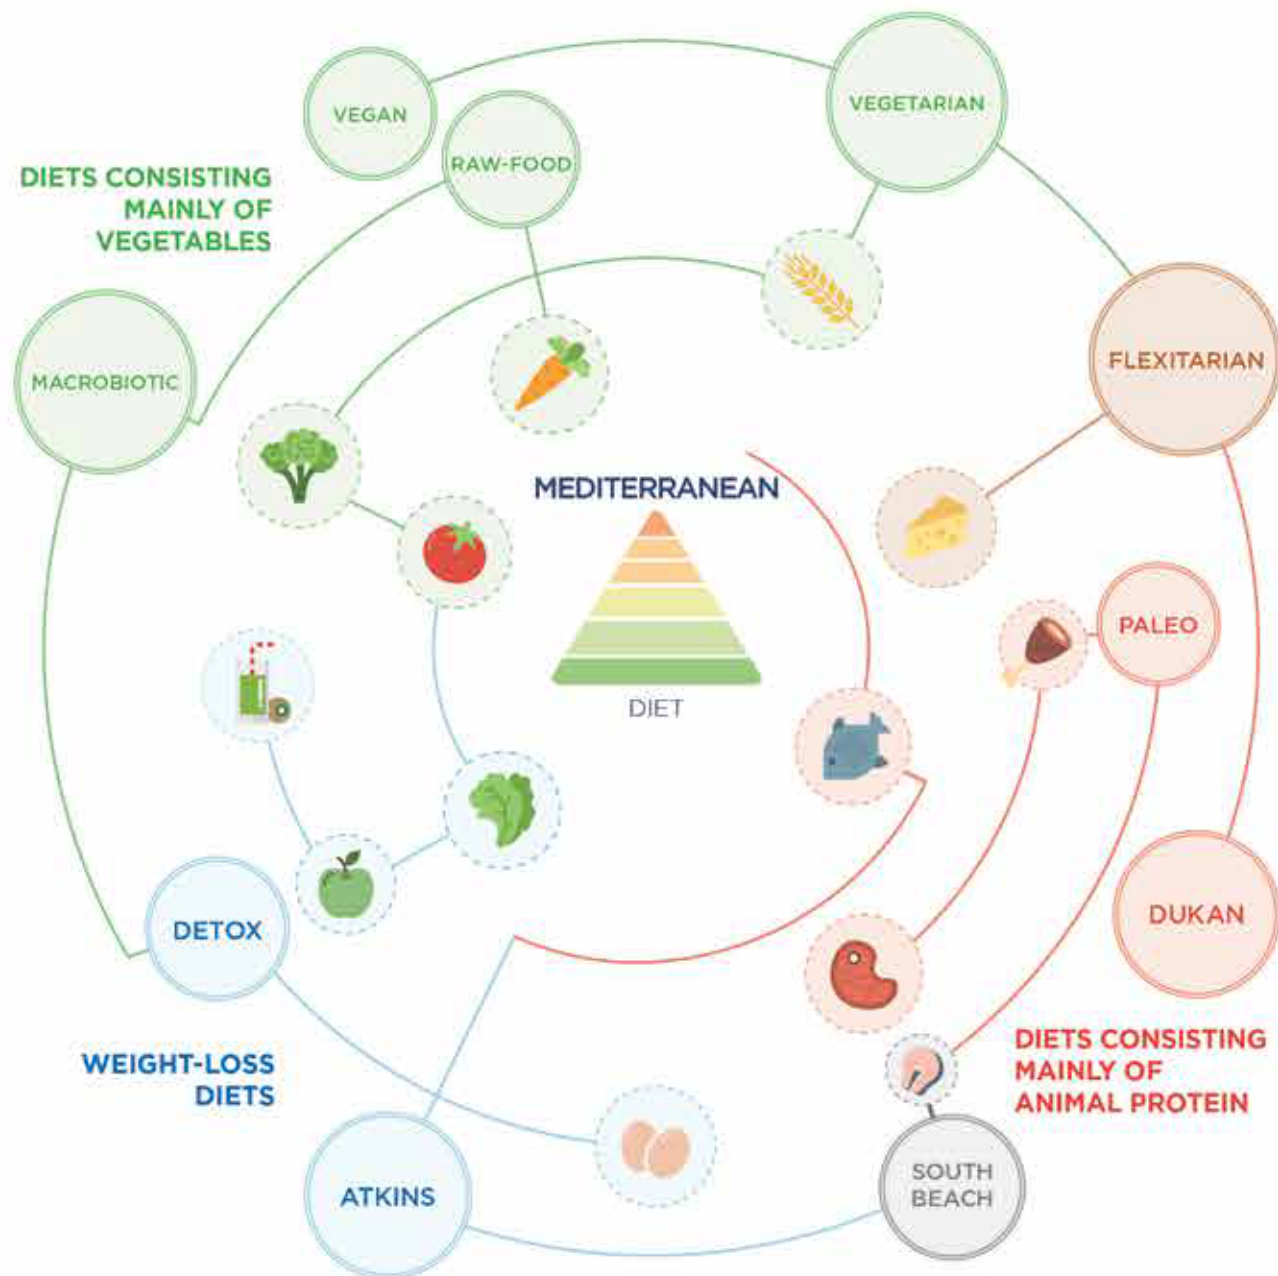 VEGAN
VEGETARIAN
RAW-FOOD
DIETS CONSISTING
MAINLY OF
VEGETABLES
MACROBIOTIC
FLEXITARIAN
MEDITERRANEAN
DIET
PALEO
DUKAN
DETOX
WEIGHT-LOSS
DIETS
DIETS CONSISTING
MAINLY OF
ANIMAL PROTEIN
ATKINS
SOUTH
BEACH